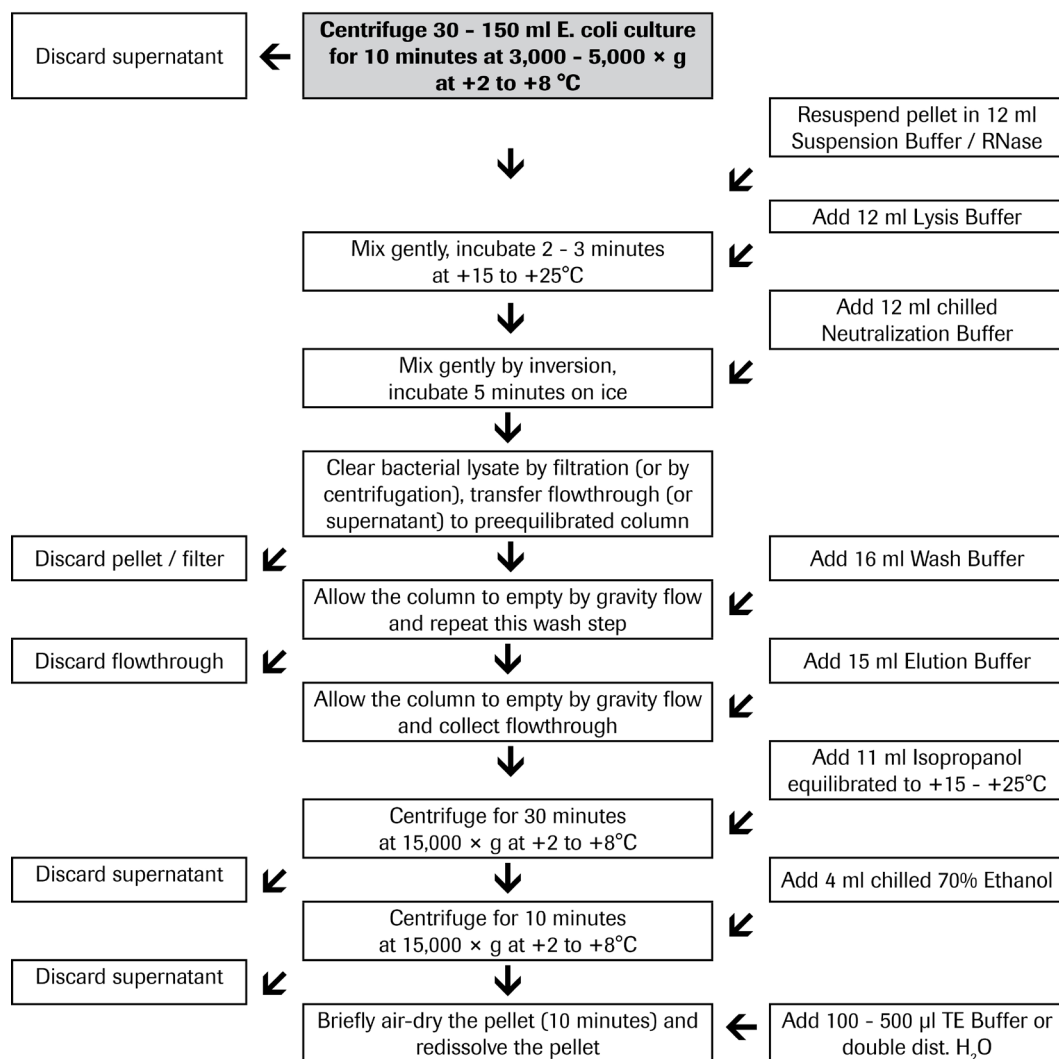 Discard supernatant
Centrifuge 30 - 150 ml E. coli culture
for 10 minutes at 3,000 - 5,000 × g
at +2 to +8 °C
Resuspend pellet in 12 ml
Suspension Buffer / RNase
Add 12 ml Lysis Buffer
Mix gently, incubate 2 - 3 minutes
at +15 to +25°C
Add 12 ml chilled
Neutralization Buffer
Mix gently by inversion,
incubate 5 minutes on ice
Clear bacterial lysate by filtration (or by
centrifugation), transfer flowthrough (or
supernatant) to preequilibrated column
Discard pellet / filter
Add 16 ml Wash Buffer
Allow the column to empty by gravity flow
and repeat this wash step
Discard flowthrough
Add 15 ml Elution Buffer
Allow the column to empty by gravity flow
and collect flowthrough
Add 11 ml Isopropanol
equilibrated to +15 - +25°C
Centrifuge for 30 minutes
at 15,000 × g at +2 to +8°C
Discard supernatant
Add 4 ml chilled 70% Ethanol
Centrifuge for 10 minutes
at 15,000 × g at +2 to +8°C
Discard supernatant
Briefly air-dry the pellet (10 minutes) and
redissolve the pellet
Add 100 - 500 µl TE Buffer or
double dist. H₂O